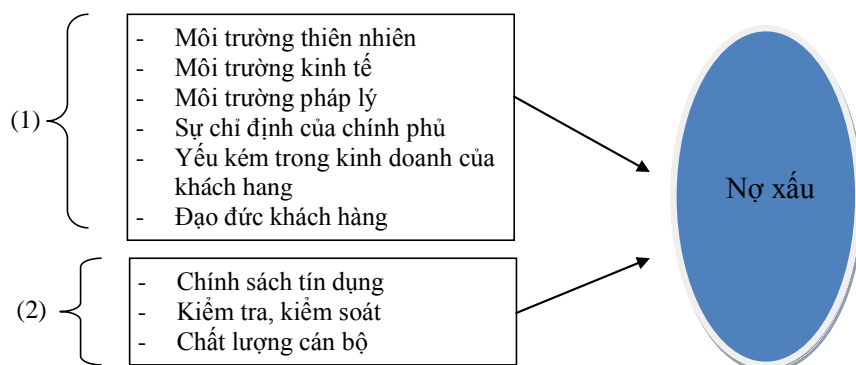 (1)
- Môi trường thiên nhiên
- Môi trường kinh tế
- Môi trường pháp lý
- Sự chỉ định của chính phủ
- Yếu kém trong kinh doanh của
khách hang
- Đạo đức khách hàng
Nợ xấu
(2)
- Chính sách tín dụng
- Kiểm tra, kiểm soát
- Chất lượng cán bộ